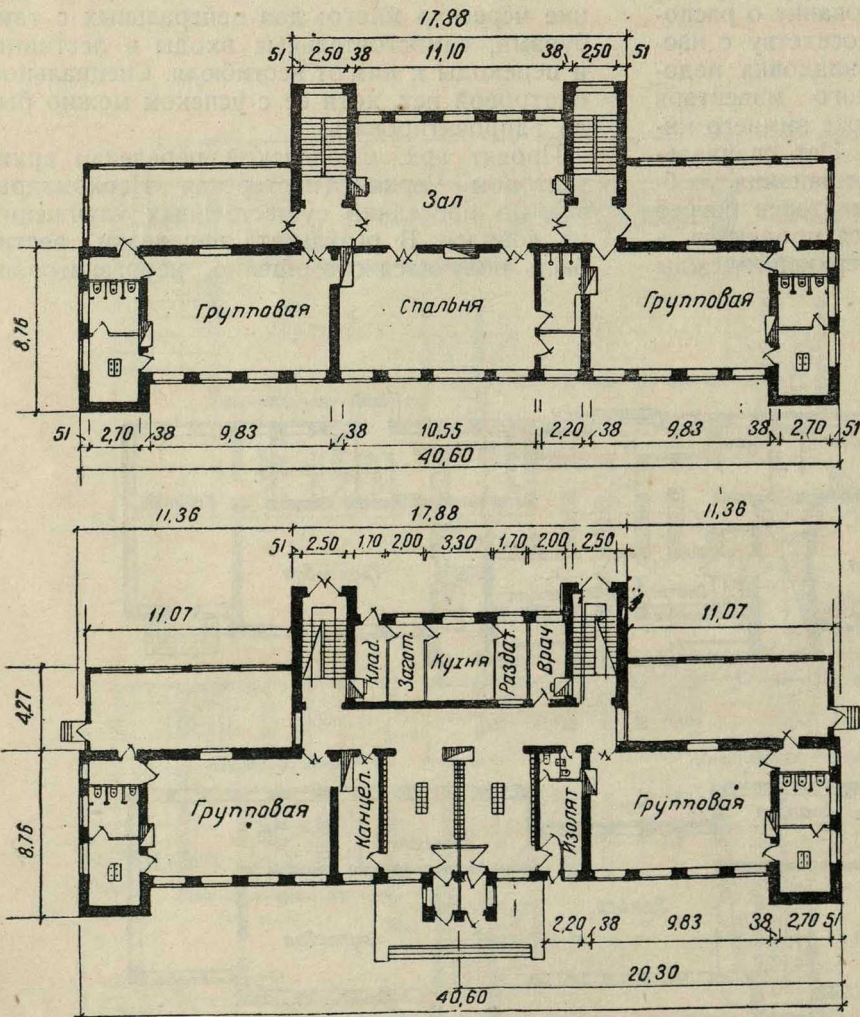 вование о распо-
оседству с нас
17,88
51 2.50 38 11,10 38 2,50 51
Зал
Групповая Спальня Групповая
8,76
51 2,70 38 9,83 38 10,55 2,20 38 9,83 38 2,70 51
40,60
11,36 17,88 11,36
51 2.50 1.70 2,00 3,30 1,70 2,00 2,50
11,07 11,07
Клад. Загот. Кухня Раздат. Врач
4,27
Групповая Канцел. Изолят Групповая
8.76
2,20 38 9,83 38 2,70 51
20,30
40,60